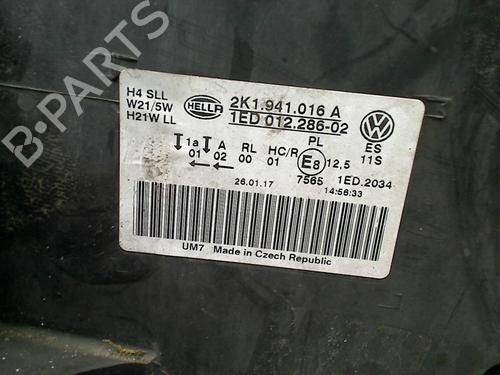 H4 SLL
W21/5W
H21W LL
HELLA
2K1.941.016 A
1ED 012.286-02
PL
ES
11S
1a A RL HC/R E8 12,5
01 02 00 01 7565 1ED.2034
26.01.17 14:56:33
UM7 Made in Czech Republic
B-PARTS